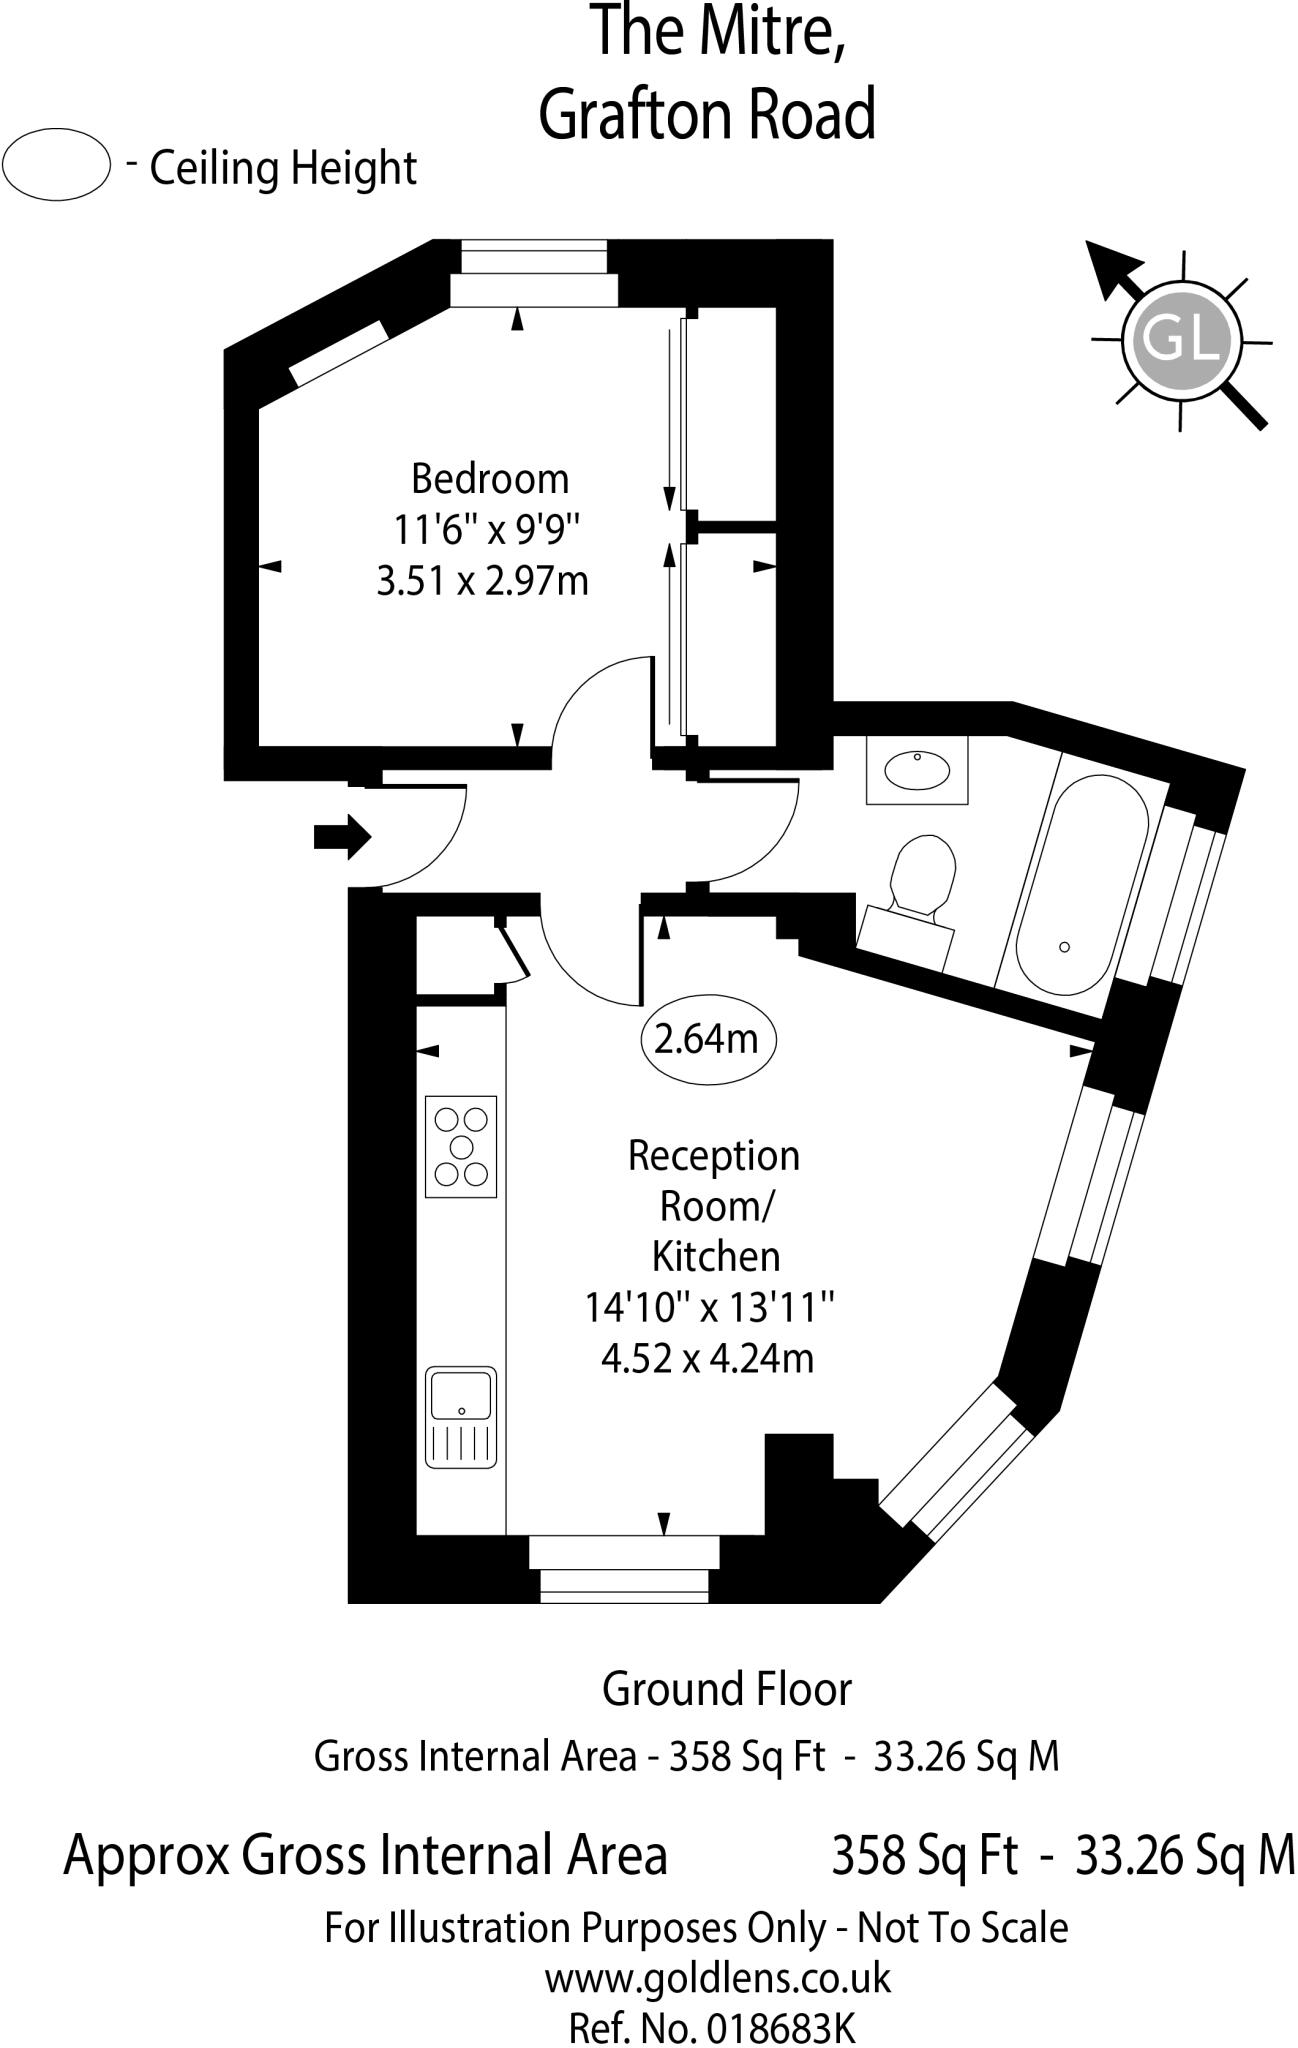 The Mitre,
Grafton Road
- Ceiling Height
GL
Bedroom
11'6" x 9'9"
3.51 x 2.97m
2.64m
Reception
Room/
Kitchen
14'10" x 13'11"
4.52 x 4.24m
Ground Floor
Gross Internal Area - 358 Sq Ft - 33.26 Sq M
Approx Gross Internal Area 358 Sq Ft - 33.26 Sq M
For Illustration Purposes Only - Not To Scale
www.goldlens.co.uk
Ref. No. 018683K